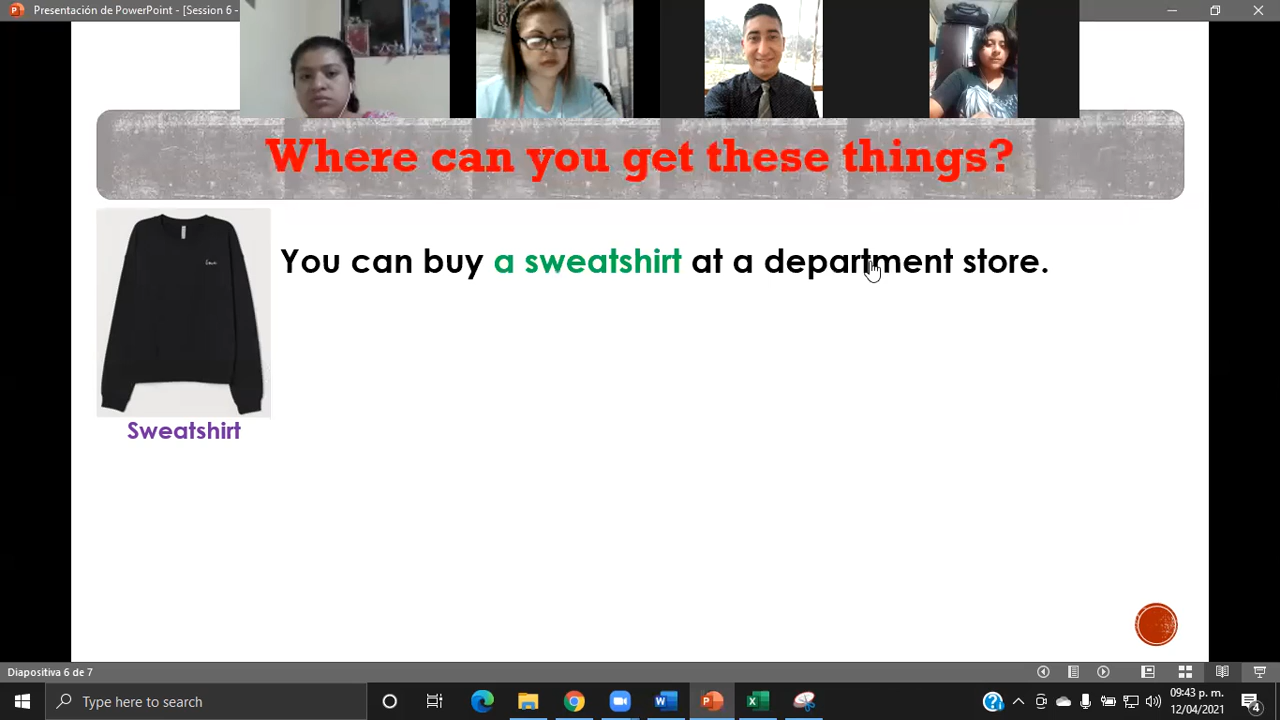 Presentación de PowerPoint - [Session 6 -
Where can you get these things?
You can buy a sweatshirt at a department store.
Sweatshirt
Diapositiva 6 de 7
Type here to search
09:43 p. m.
12/04/2021
4